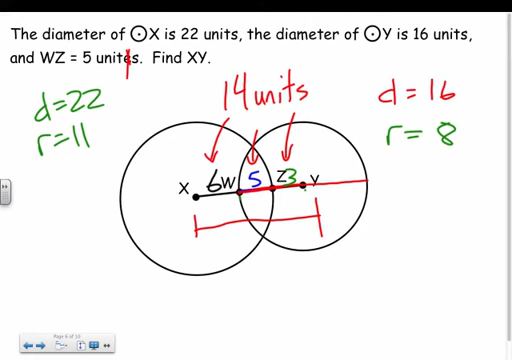 The diameter of ⊙X is 22 units, the diameter of ⊙Y is 16 units,
and WZ = 5 units. Find XY.
d=22
r=11
14 units
d = 16
r = 8
X 6 W 5 Z 3 Y
Page 6 of 10